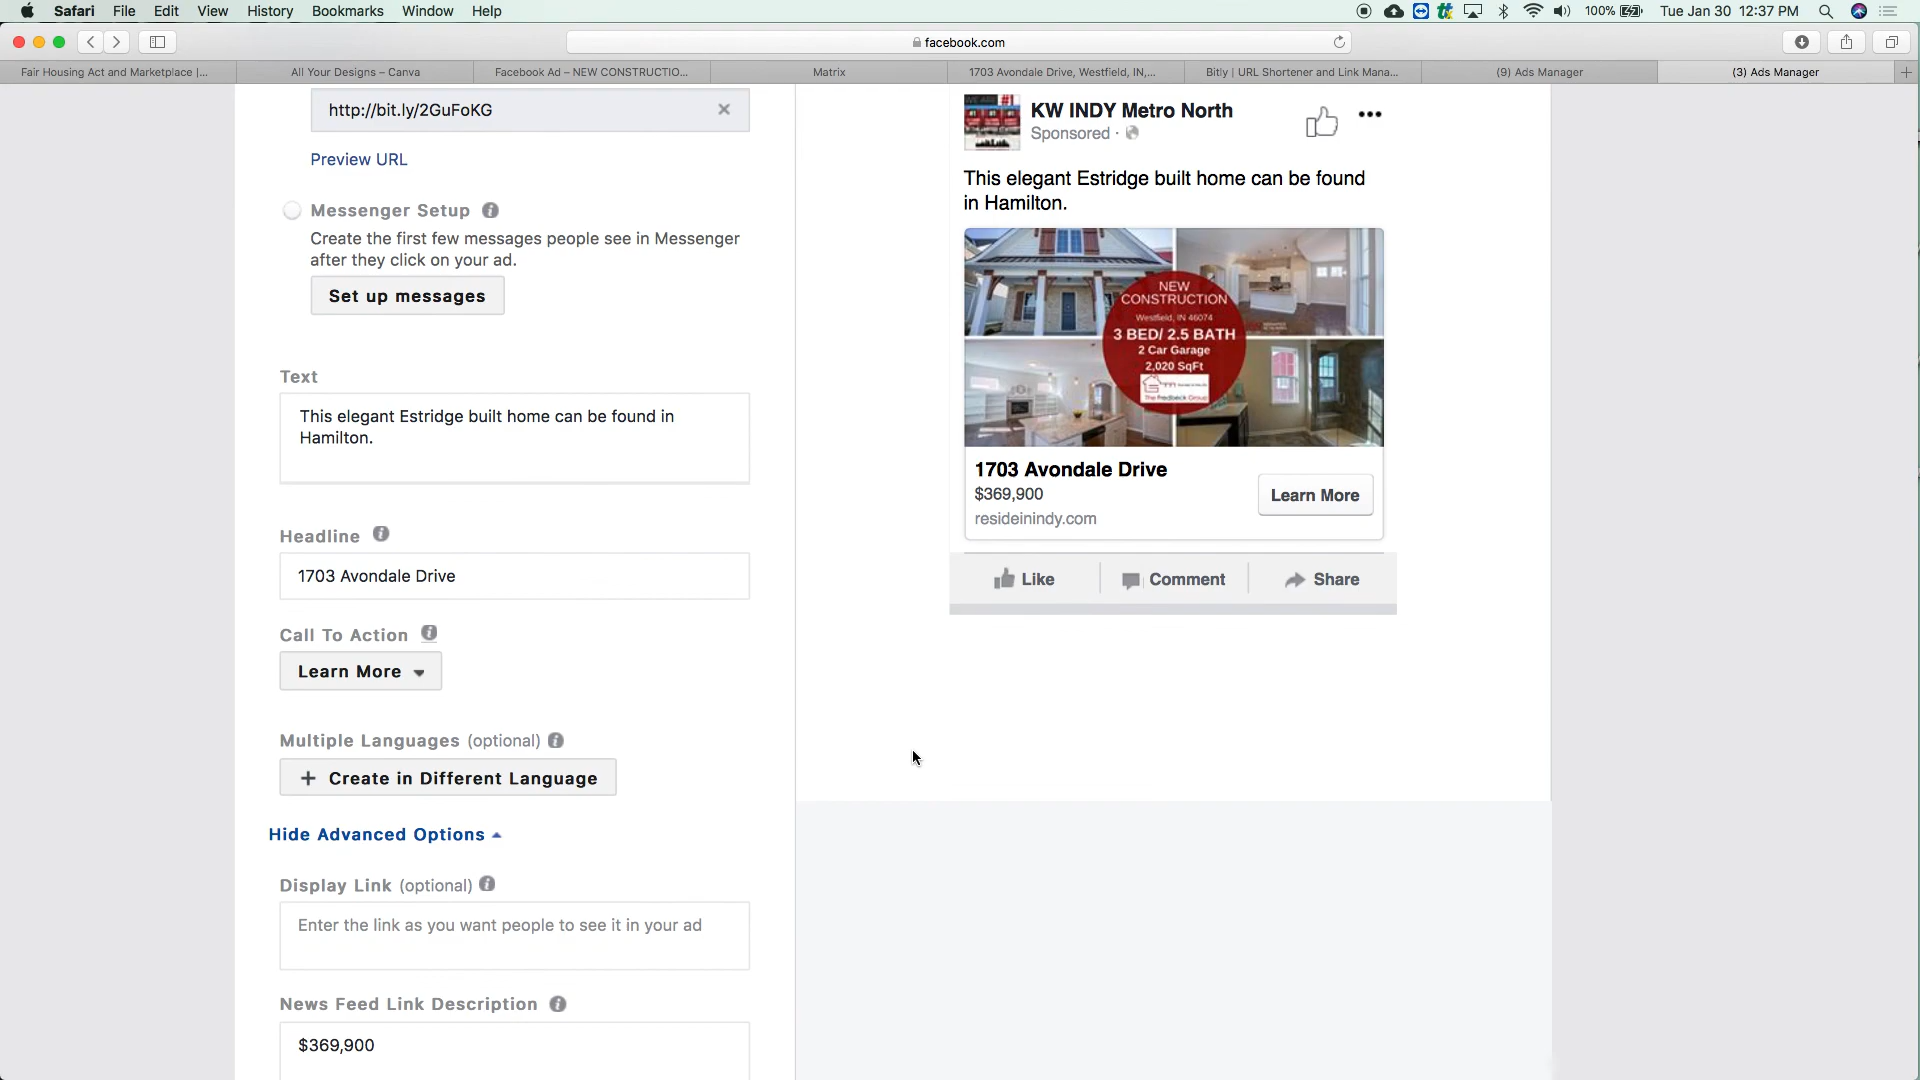 Safari File Edit View History Bookmarks Window Help
100% Tue Jan 30 12:37 PM
facebook.com
Fair Housing Act and Marketplace |...
All Your Designs – Canva
Facebook Ad – NEW CONSTRUCTIO...
Matrix
1703 Avondale Drive, Westfield, IN,...
Bitly | URL Shortener and Link Mana...
(9) Ads Manager
(3) Ads Manager
http://bit.ly/2GuFoKG
Preview URL
Messenger Setup
Create the first few messages people see in Messenger
after they click on your ad.
Set up messages
Text
This elegant Estridge built home can be found in
Hamilton.
Headline
1703 Avondale Drive
Call To Action
Learn More
Multiple Languages (optional)
+ Create in Different Language
Hide Advanced Options
Display Link (optional)
Enter the link as you want people to see it in your ad
News Feed Link Description
$369,900
KW INDY Metro North
Sponsored ·
This elegant Estridge built home can be found
in Hamilton.
NEW
CONSTRUCTION
Westfield, IN 46074
3 BED/ 2.5 BATH
2 Car Garage
2,020 SqFt
The Fredbeck Group
1703 Avondale Drive
$369,900
resideinindy.com
Learn More
Like
Comment
Share